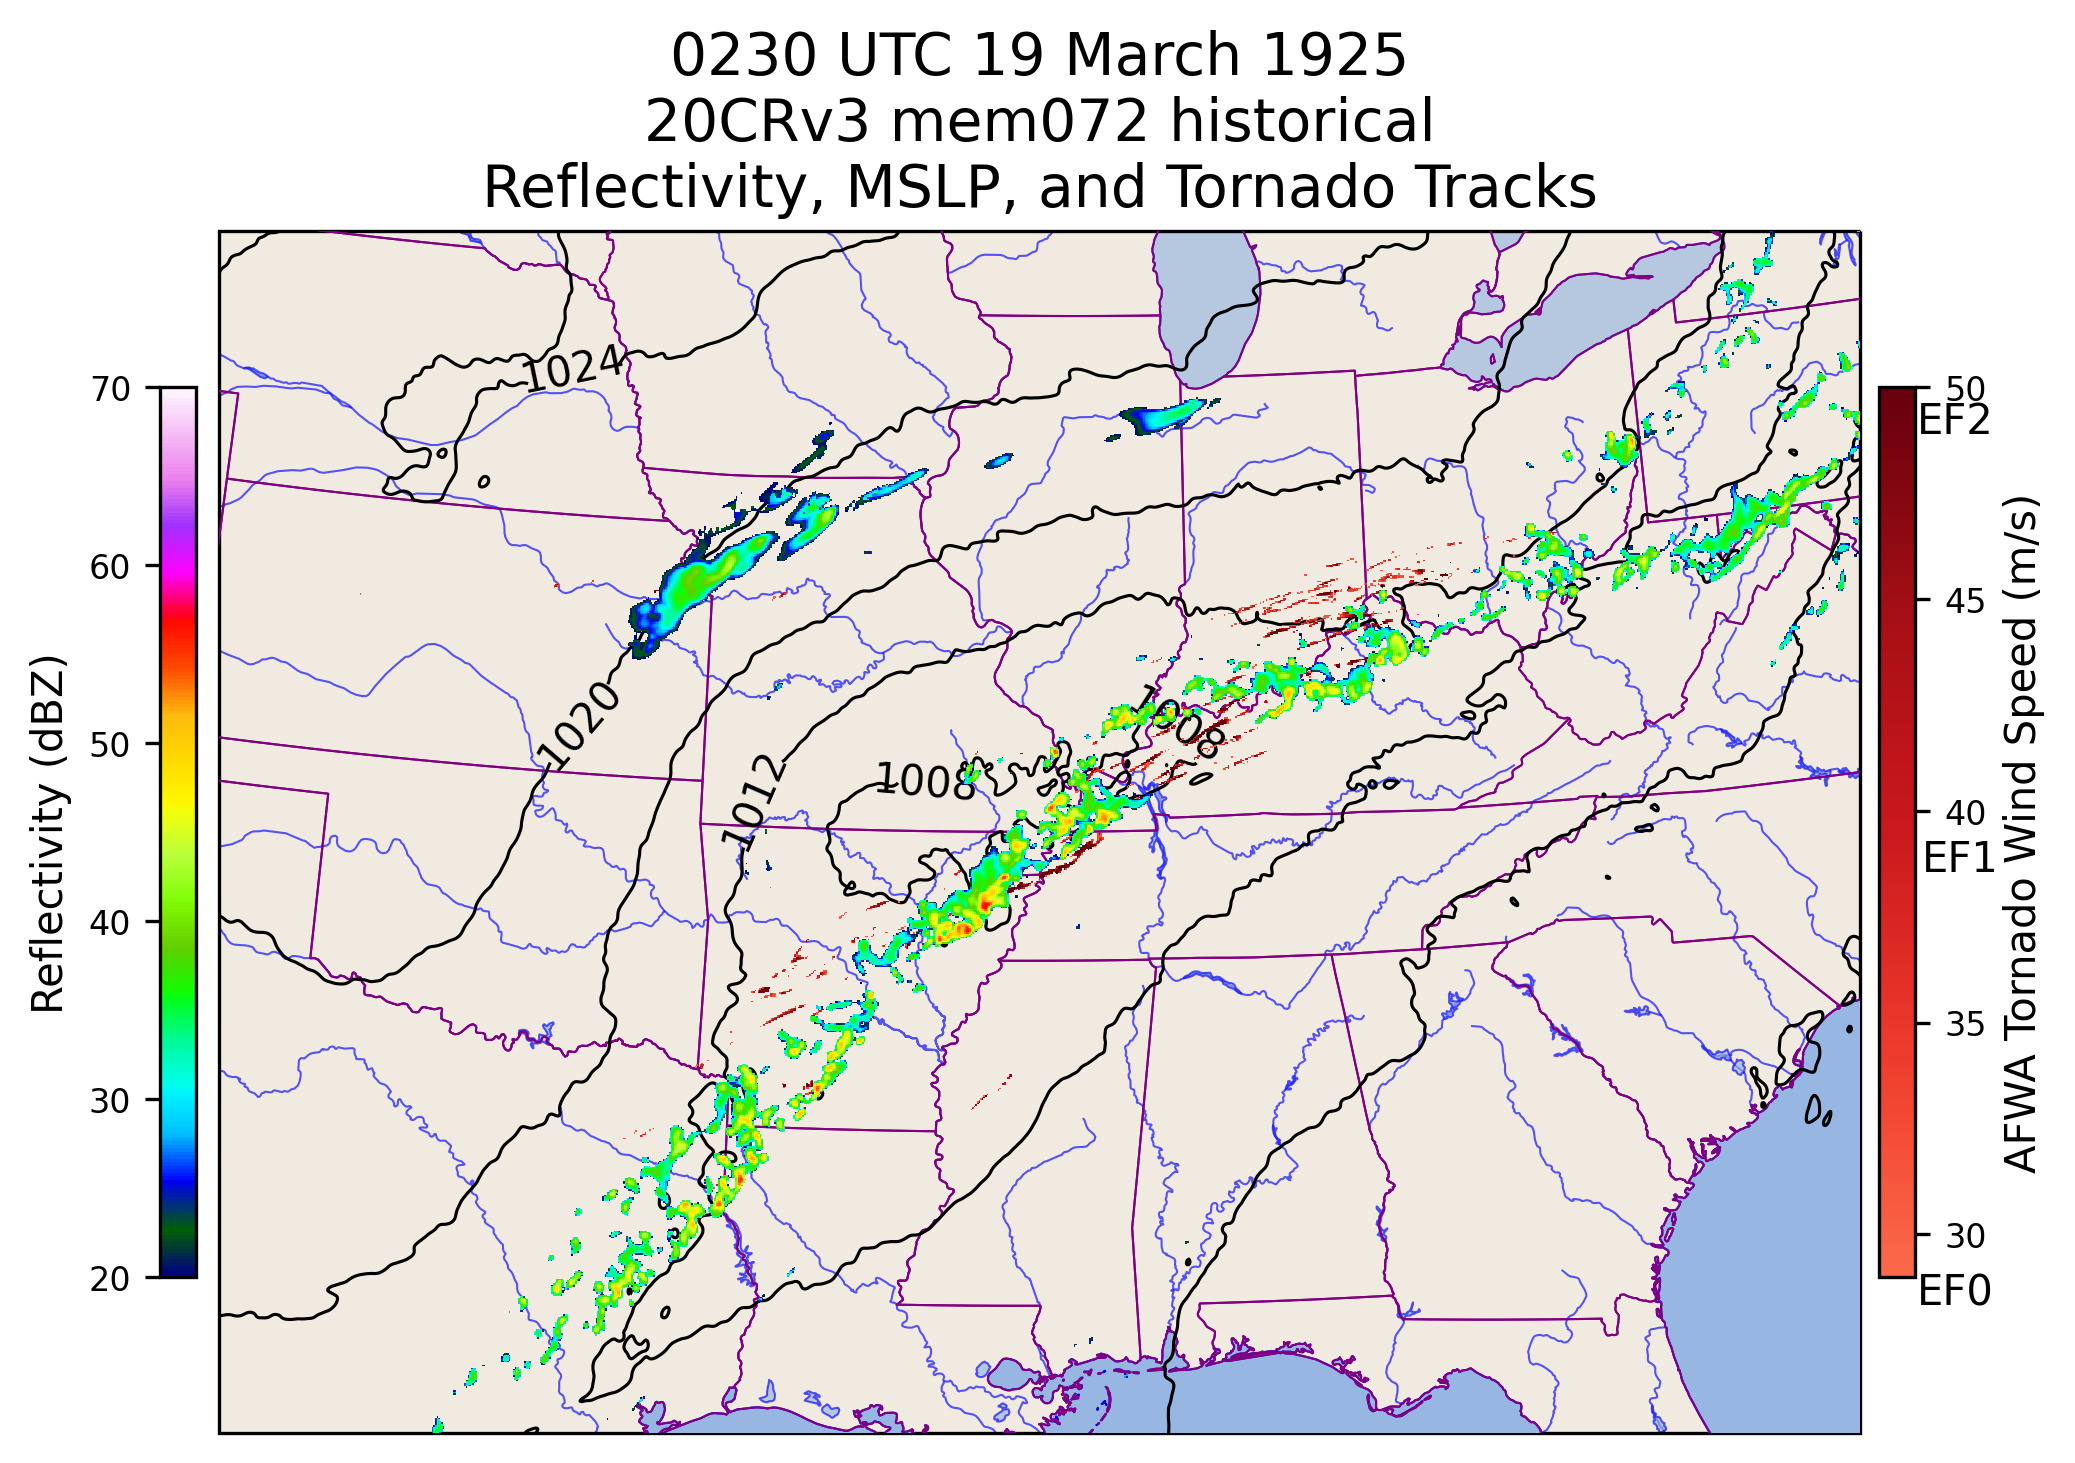 0230 UTC 19 March 1925
20CRv3 mem072 historical
Reflectivity, MSLP, and Tornado Tracks
Reflectivity (dBZ)
70
60
50
40
30
20
1024
1020
1012
1008
1008
50
EF2
45
40
EF1
35
30
EF0
AFWA Tornado Wind Speed (m/s)